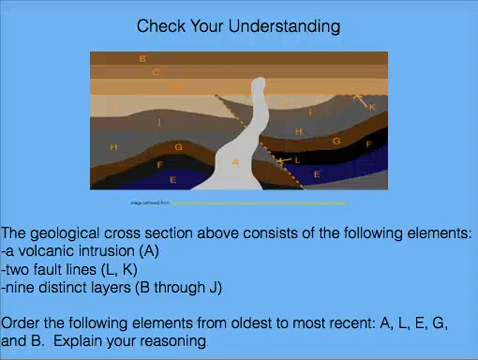 Check Your Understanding
B
C
I
I
K
H
H
G
G
F
F
A
L
E
E
The geological cross section above consists of the following elements:
-a volcanic intrusion (A)
-two fault lines (L, K)
-nine distinct layers (B through J)
Order the following elements from oldest to most recent: A, L, E, G,
and B. Explain your reasoning.